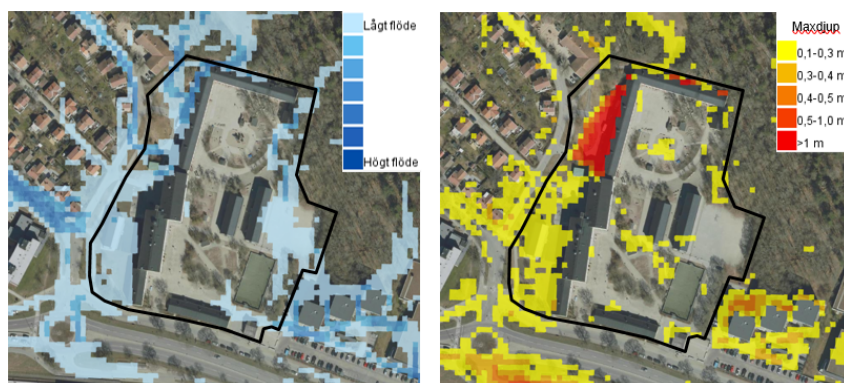 Lågt flöde
Högt flöde
Maxdjup
0,1-0,3 m
0,3-0,4 m
0,4-0,5 m
0,5-1,0 m
>1 m